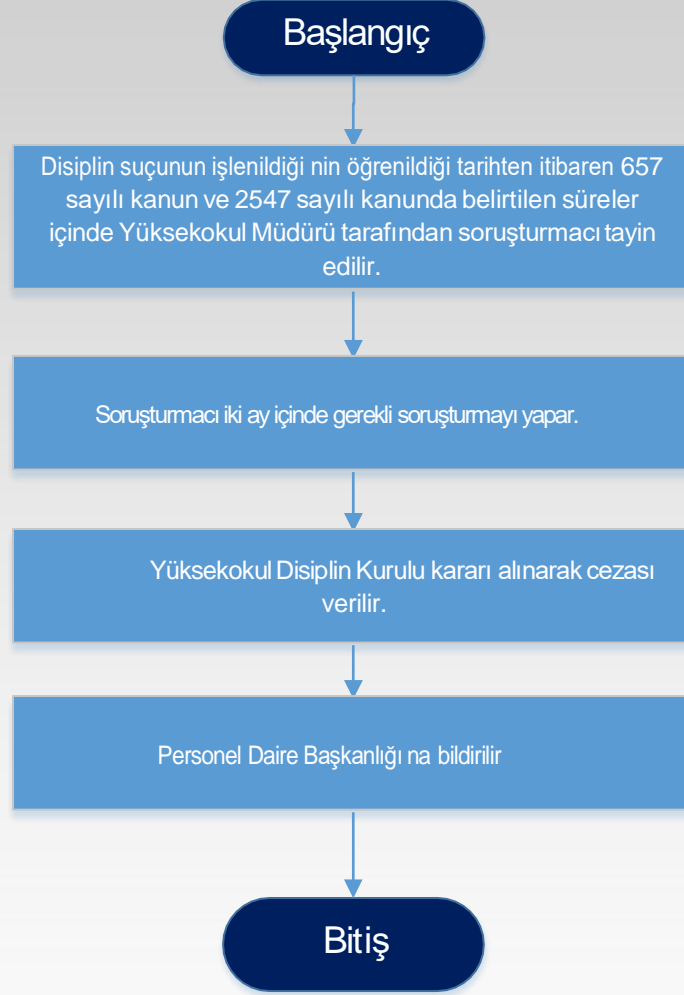 Başlangıç
Disiplin suçunun işlenildiği nin öğrenildiği tarihten itibaren 657
sayılı kanun ve 2547 sayılı kanunda belirtilen süreler
içinde Yüksekokul Müdürü tarafından soruşturmacı tayin
edilir.
Soruşturmacı iki ay içinde gerekli soruşturmayı yapar.
Yüksekokul Disiplin Kurulu kararı alınarak cezası
verilir.
Personel Daire Başkanlığı na bildirilir
Bitiş